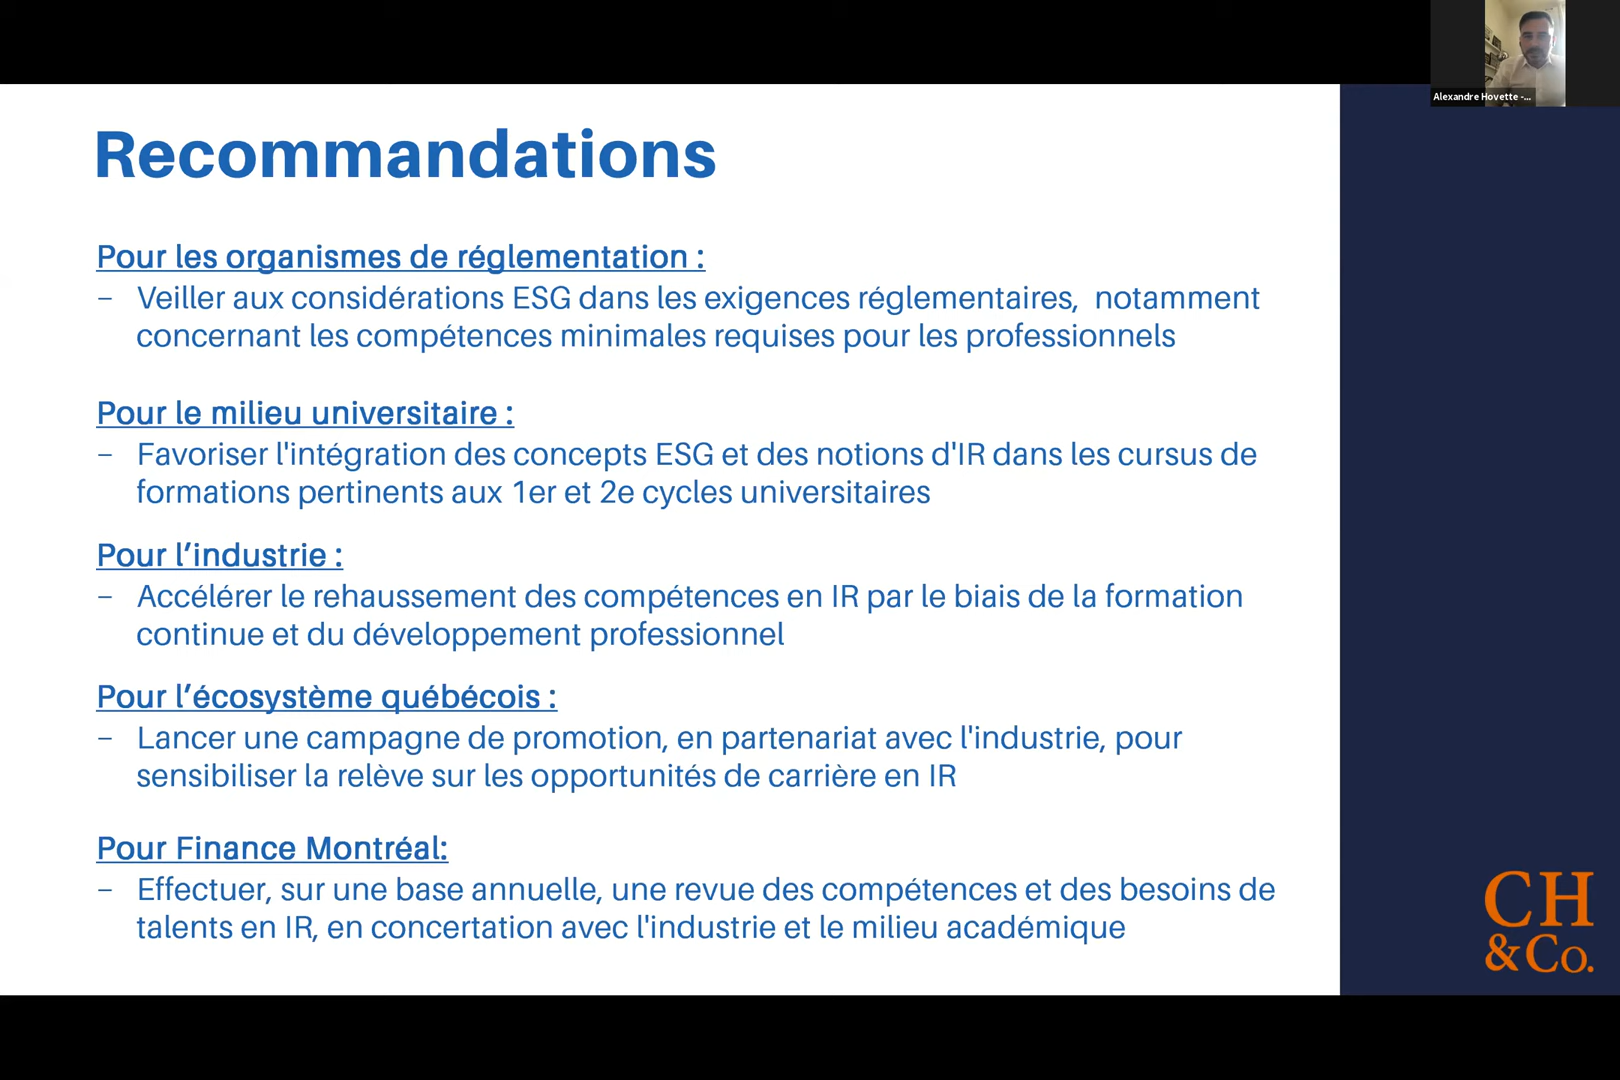 Alexandre Hovette -...
Recommandations
Pour les organismes de réglementation :
– Veiller aux considérations ESG dans les exigences réglementaires,  notamment
concernant les compétences minimales requises pour les professionnels
Pour le milieu universitaire :
– Favoriser l'intégration des concepts ESG et des notions d'IR dans les cursus de
formations pertinents aux 1er et 2e cycles universitaires
Pour l’industrie :
– Accélérer le rehaussement des compétences en IR par le biais de la formation
continue et du développement professionnel
Pour l’écosystème québécois :
– Lancer une campagne de promotion, en partenariat avec l'industrie, pour
sensibiliser la relève sur les opportunités de carrière en IR
Pour Finance Montréal:
– Effectuer, sur une base annuelle, une revue des compétences et des besoins de
talents en IR, en concertation avec l'industrie et le milieu académique
CH
&Co.